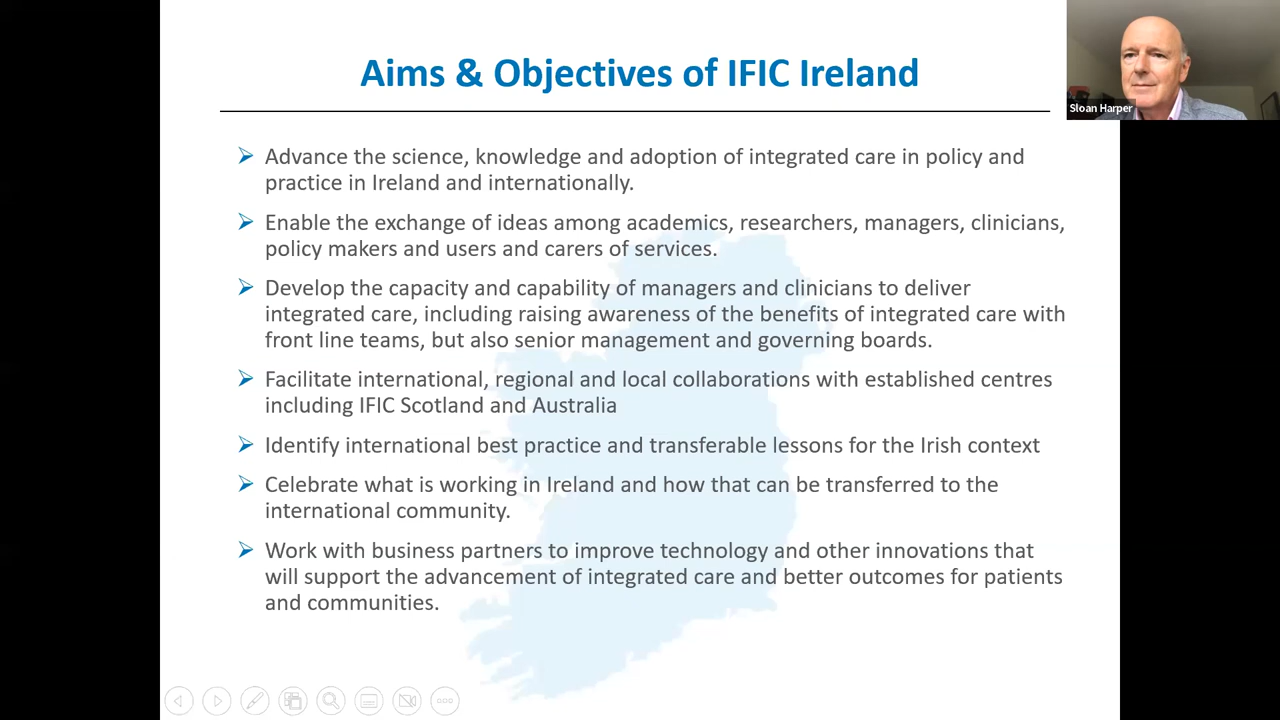 Aims & Objectives of IFIC Ireland
Sloan Harper
Advance the science, knowledge and adoption of integrated care in policy and
practice in Ireland and internationally.
Enable the exchange of ideas among academics, researchers, managers, clinicians,
policy makers and users and carers of services.
Develop the capacity and capability of managers and clinicians to deliver
integrated care, including raising awareness of the benefits of integrated care with
front line teams, but also senior management and governing boards.
Facilitate international, regional and local collaborations with established centres
including IFIC Scotland and Australia
Identify international best practice and transferable lessons for the Irish context
Celebrate what is working in Ireland and how that can be transferred to the
international community.
Work with business partners to improve technology and other innovations that
will support the advancement of integrated care and better outcomes for patients
and communities.